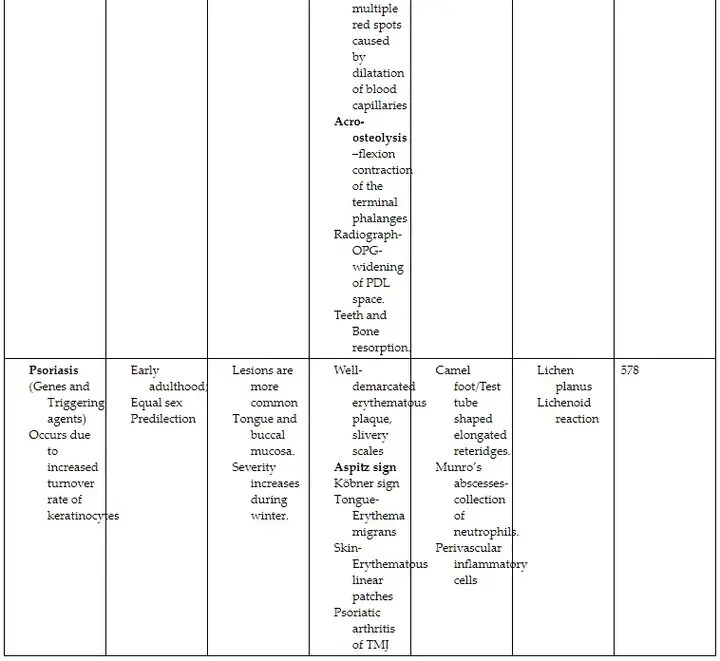 multiple
red spots
caused
by
dilatation
of blood
capillaries
Acro-
osteolysis
–flexion
contraction
of the
terminal
phalanges
Radiograph-
OPG-
widening
of PDL
space.
Teeth and
Bone
resorption.
Psoriasis
(Genes and
Triggering
agents)
Occurs due
to
increased
turnover
rate of
keratinocytes
Early
adulthood;
Equal sex
Predilection
Lesions are
more
common
Tongue and
buccal
mucosa.
Severity
increases
during
winter.
Well-
demarcated
erythematous
plaque,
slivery
scales
Aspitz sign
Köbner sign
Tongue-
Erythema
migrans
Skin-
Erythematous
linear
patches
Psoriatic
arthritis
of TMJ
Camel
foot/Test
tube
shaped
elongated
reteridges.
Munro’s
abscesses-
collection
of
neutrophils.
Perivascular
inflammatory
cells
Lichen
planus
Lichenoid
reaction
578